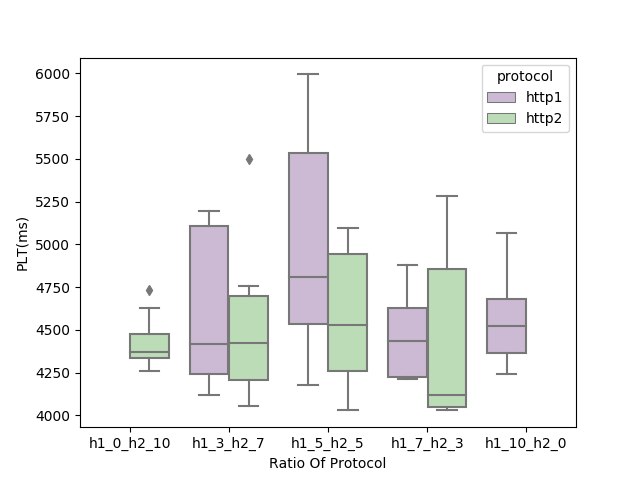 protocol
http1
http2
6000
5750
5500
5250
5000
4750
4500
4250
4000
PLT(ms)
h1_0_h2_10 h1_3_h2_7 h1_5_h2_5 h1_7_h2_3 h1_10_h2_0
Ratio Of Protocol